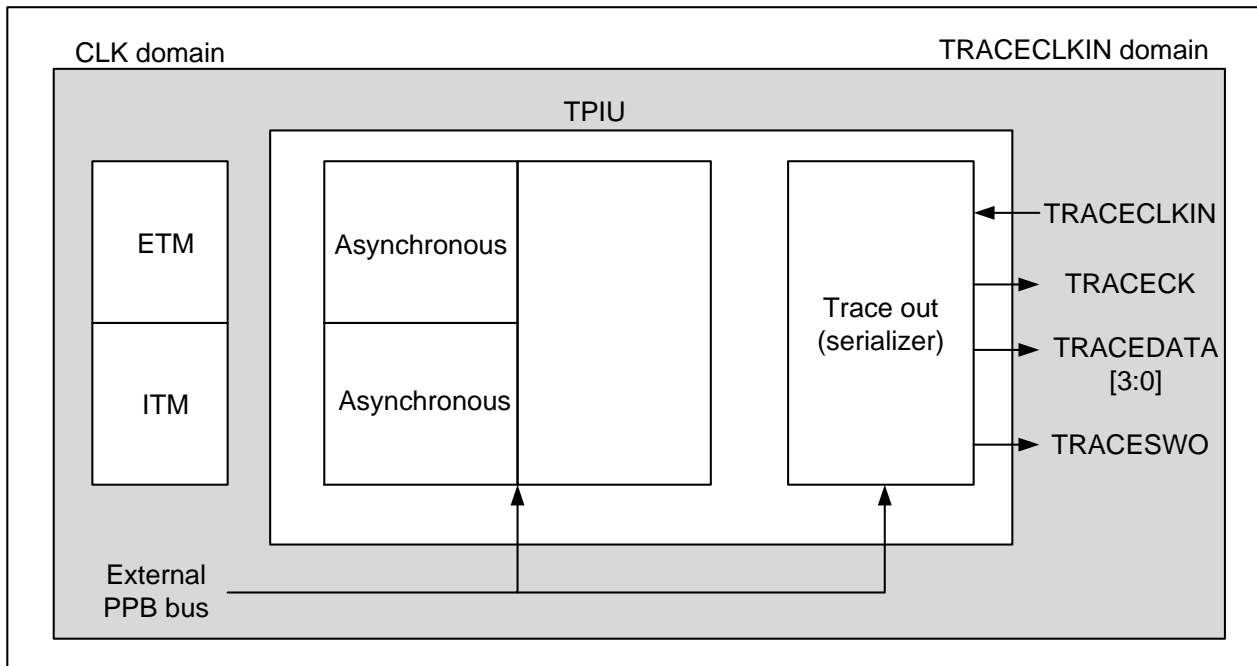 CLK domain
TRACECLKIN domain
TPIU
ETM
Asynchronous
ITM
Asynchronous
Trace out
(serializer)
TRACECLKIN
TRACECK
TRACEDATA
[3:0]
TRACESWO
External
PPB bus